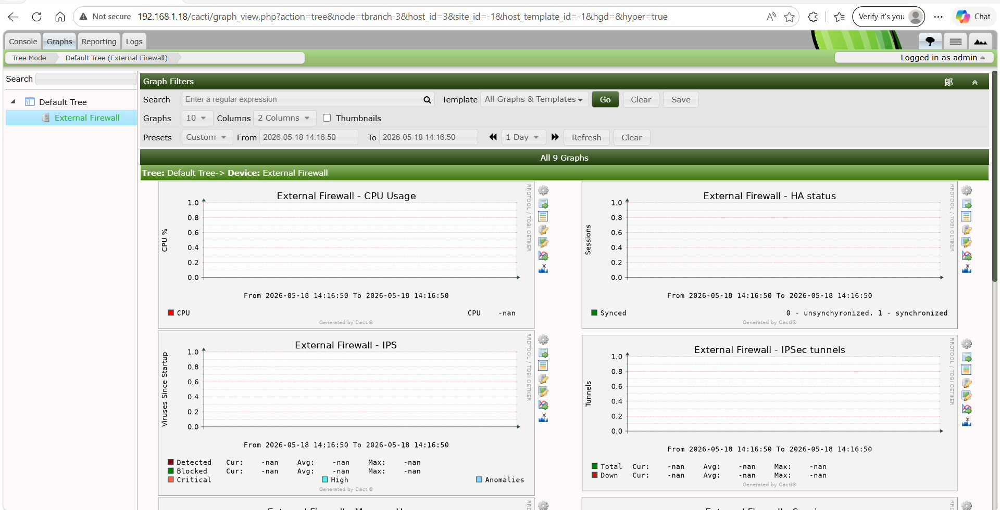 Not secure 192.168.1.18/cacti/graph_view.php?action=tree&node=tbranch-3&host_id=3&site_id=-1&host_template_id=-1&hgd=&hyper=true Verify it's you Chat
Console Graphs Reporting Logs
Tree Mode Default Tree (External Firewall) Logged in as admin
Search
Default Tree
External Firewall
Graph Filters
Search Enter a regular expression Template All Graphs & Templates Go Clear Save
Graphs 10 Columns 2 Columns Thumbnails
Presets Custom From 2026-05-18 14:16:50 To 2026-05-18 14:16:50 1 Day Refresh Clear
All 9 Graphs
Tree: Default Tree-> Device: External Firewall
External Firewall - CPU Usage
RRDTOOL / TOBI OETIKER
CPU %
1.0
0.8
0.6
0.4
0.2
0.0
From 2026-05-18 14:16:50 To 2026-05-18 14:16:50
CPU CPU -nan
Generated by Cacti®
External Firewall - HA status
RRDTOOL / TOBI OETIKER
Sessions
1.0
0.8
0.6
0.4
0.2
0.0
From 2026-05-18 14:16:50 To 2026-05-18 14:16:50
Synced 0 - unsynchyronized, 1 - synchronized
Generated by Cacti®
External Firewall - IPS
RRDTOOL / TOBI OETIKER
Viruses Since Startup
1.0
0.8
0.6
0.4
0.2
0.0
From 2026-05-18 14:16:50 To 2026-05-18 14:16:50
Detected Cur: -nan Avg: -nan Max: -nan
Blocked Cur: -nan Avg: -nan Max: -nan
Critical High Anomalies
Generated by Cacti®
External Firewall - IPSec tunnels
RRDTOOL / TOBI OETIKER
Tunnels
1.0
0.8
0.6
0.4
0.2
0.0
From 2026-05-18 14:16:50 To 2026-05-18 14:16:50
Total Cur: -nan Avg: -nan Max: -nan
Down Cur: -nan Avg: -nan Max: -nan
Generated by Cacti®